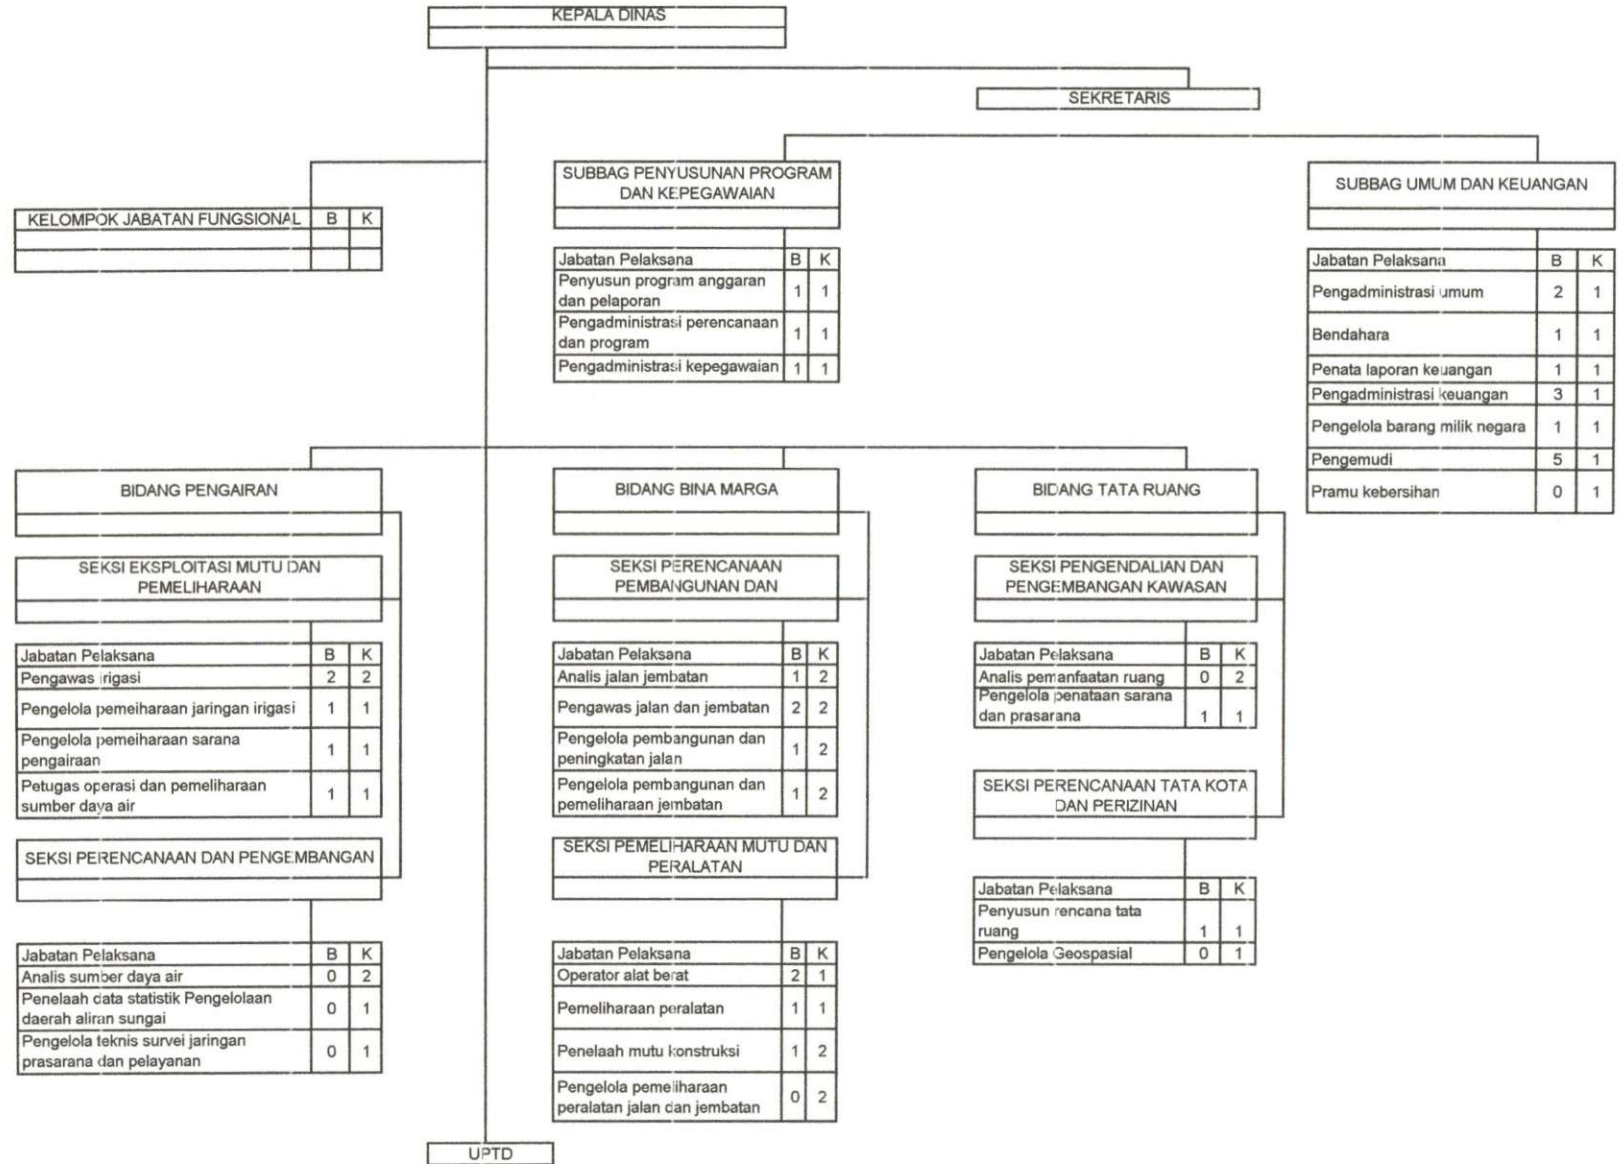 KEPALA DINAS
SEKRETARIS
SUBBAG PENYUSUNAN PROGRAM
DAN KEPEGAWAIAN
SUBBAG UMUM DAN KEUANGAN
KELOMPOK JABATAN FUNGSIONAL B K
Jabatan Pelaksana B K
Penyusun program anggaran
dan pelaporan 1 1
Pengadministrasi perencanaan
dan program 1 1
Pengadministrasi kepegawaian 1 1
Jabatan Pelaksana B K
Pengadministrasi umum 2 1
Bendahara 1 1
Penata laporan keuangan 1 1
Pengadministrasi keuangan 3 1
Pengelola barang milik negara 1 1
Pengemudi 5 1
Pramu kebersihan 0 1
BIDANG PENGAIRAN
SEKSI EKSPLOITASI MUTU DAN
PEMELIHARAAN
Jabatan Pelaksana B K
Pengawas irigasi 2 2
Pengelola pemeiharaan jaringan irigasi 1 1
Pengelola pemeiharaan sarana
pengairaan 1 1
Petugas operasi dan pemeliharaan
sumber daya air 1 1
SEKSI PERENCANAAN DAN PENGEMBANGAN
Jabatan Pelaksana B K
Analis sumber daya air 0 2
Penelaah data statistik Pengelolaan
daerah aliran sungai 0 1
Pengelola teknis survei jaringan
prasarana dan pelayanan 0 1
BIDANG BINA MARGA
SEKSI PERENCANAAN
PEMBANGUNAN DAN
Jabatan Pelaksana B K
Analis jalan jembatan 1 2
Pengawas jalan dan jembatan 2 2
Pengelola pembangunan dan
peningkatan jalan 1 2
Pengelola pembangunan dan
pemeliharaan jembatan 1 2
SEKSI PEMELIHARAAN MUTU DAN
PERALATAN
Jabatan Pelaksana B K
Operator alat berat 2 1
Pemeliharaan peralatan 1 1
Penelaah mutu konstruksi 1 2
Pengelola pemeliharaan
peralatan jalan dan jembatan 0 2
BIDANG TATA RUANG
SEKSI PENGENDALIAN DAN
PENGEMBANGAN KAWASAN
Jabatan Pelaksana B K
Analis pemanfaatan ruang 0 2
Pengelola penataan sarana
dan prasarana 1 1
SEKSI PERENCANAAN TATA KOTA
DAN PERIZINAN
Jabatan Pelaksana B K
Penyusun rencana tata
ruang 1 1
Pengelola Geospasial 0 1
UPTD